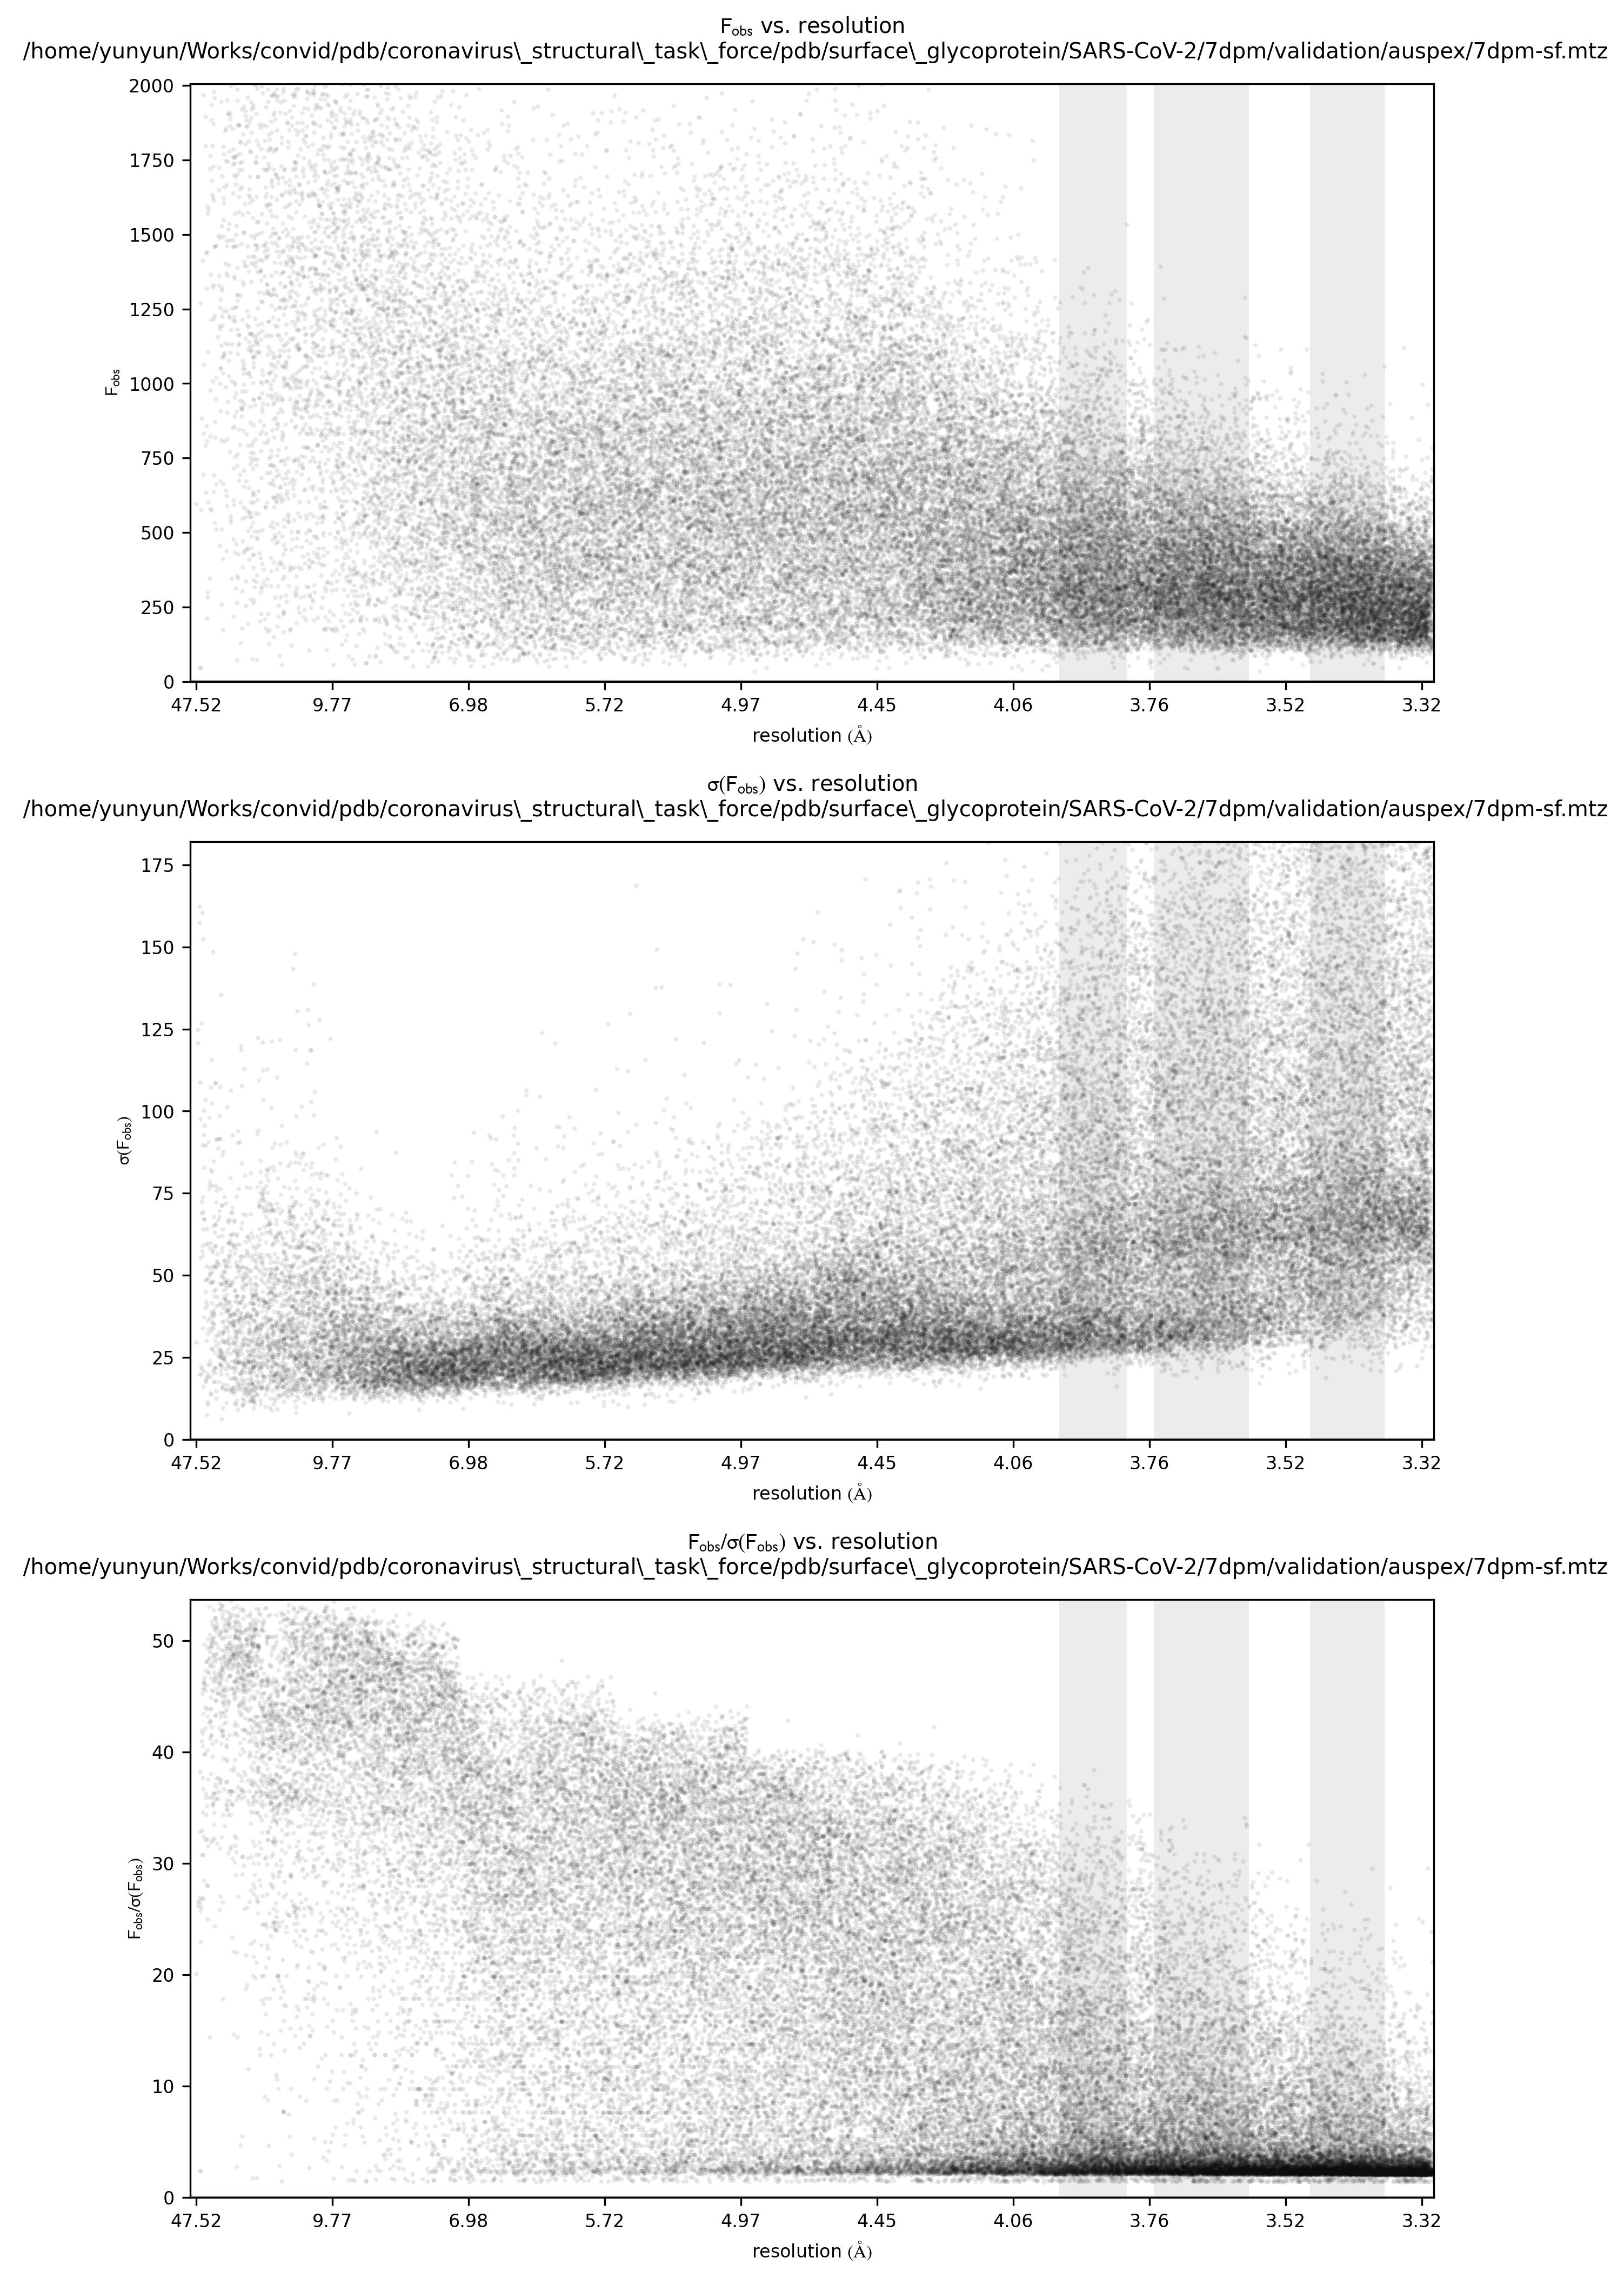 Fobs vs. resolution
/home/yunyun/Works/convid/pdb/coronavirus\_structural\_task\_force/pdb/surface\_glycoprotein/SARS-CoV-2/7dpm/validation/auspex/7dpm-sf.mtz
2000
1750
1500
1250
1000
750
500
250
0
Fobs
47.52 9.77 6.98 5.72 4.97 4.45 4.06 3.76 3.52 3.32
resolution (Å)
σ(Fobs) vs. resolution
/home/yunyun/Works/convid/pdb/coronavirus\_structural\_task\_force/pdb/surface\_glycoprotein/SARS-CoV-2/7dpm/validation/auspex/7dpm-sf.mtz
175
150
125
100
75
50
25
0
σ(Fobs)
47.52 9.77 6.98 5.72 4.97 4.45 4.06 3.76 3.52 3.32
resolution (Å)
Fobs/σ(Fobs) vs. resolution
/home/yunyun/Works/convid/pdb/coronavirus\_structural\_task\_force/pdb/surface\_glycoprotein/SARS-CoV-2/7dpm/validation/auspex/7dpm-sf.mtz
50
40
30
20
10
0
Fobs/σ(Fobs)
47.52 9.77 6.98 5.72 4.97 4.45 4.06 3.76 3.52 3.32
resolution (Å)